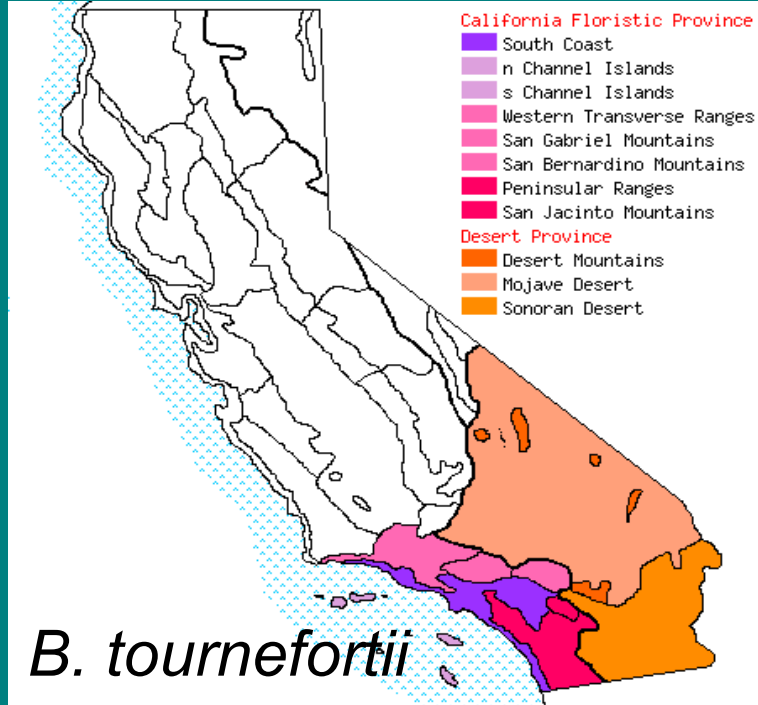 California Floristic Province
South Coast
n Channel Islands
s Channel Islands
Western Transverse Ranges
San Gabriel Mountains
San Bernardino Mountains
Peninsular Ranges
San Jacinto Mountains
Desert Province
Desert Mountains
Mojave Desert
Sonoran Desert
B. tournefortii